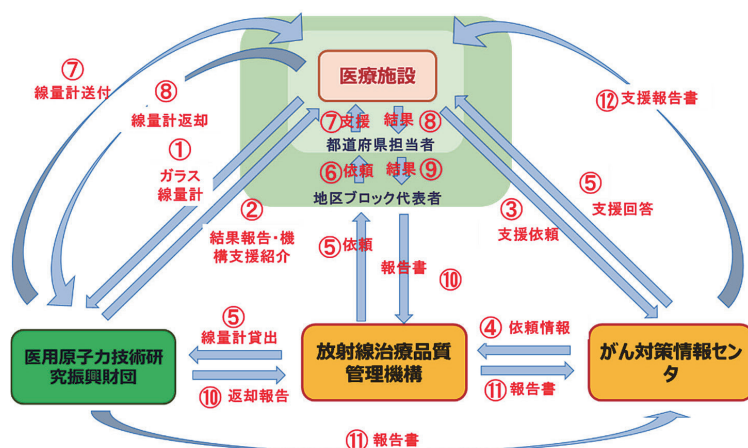 ⑦
線量計送付
⑧
線量計返却
①
ガラス
線量計
②
結果報告・機
構支援紹介
医療施設
⑦支援 結果⑧
都道府県担当者
⑥依頼 結果⑨
地区ブロック代表者
⑤依頼
報告書
⑩
③
支援依頼
⑤
支援回答
⑫支援報告書
医用原子力技術研
究振興財団
⑤
線量計貸出
⑩返却報告
放射線治療品質
管理機構
④ 依頼情報
⑪報告書
がん対策情報セン
タ
⑪ 報告書